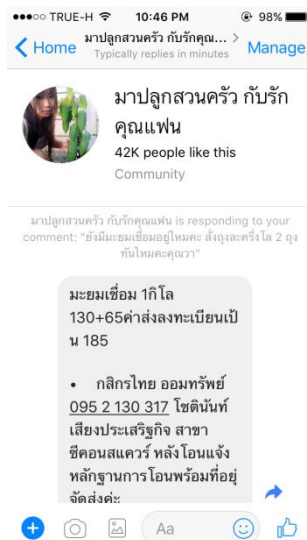 TRUE-H 10:46 PM 98%
Home มาปลูกสวนครัว กับรักคุณ... > Manage
Typically replies in minutes
มาปลูกสวนครัว กับรัก
คุณแฟน
42K people like this
Community
มาปลูกสวนครัว กับรักคุณแฟน is responding to your
comment: "ยังมีมะยมเชื่อมอยู่ไหมคะ สั่งถุงละครึ่งโล 2 ถุง
ทันไหมคะคุณวา"
มะยมเชื่อม 1กิโล
130+65ค่าส่งลงทะเบียนเป็
น 185
• กสิกรไทย ออมทรัพย์
095 2 130 317 โชตินันท์
เสียงประเสริฐกิจ สาขา
ซีคอนสแควร์ หลังโอนแจ้ง
หลักฐานการโอนพร้อมที่อยู่
จัดส่งค่ะ
Aa